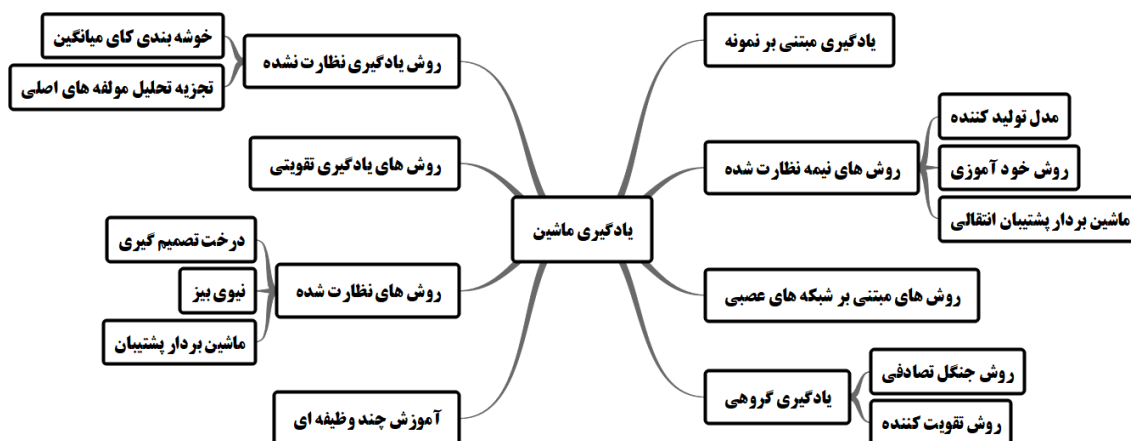 یادگیری ماشین
یادگیری مبتنی بر نمونه
روش های نیمه نظارت شده
مدل تولید کننده
روش خود آموزی
ماشین بردار پشتیبان انتقالی
روش های مبتنی بر شبکه های عصبی
یادگیری گروهی
روش جنگل تصادفی
روش تقویت کننده
روش یادگیری نظارت نشده
خوشه بندی کای میانگین
تجزیه تحلیل مولفه های اصلی
روش های یادگیری تقویتی
روش های نظارت شده
درخت تصمیم گیری
نیوی بیز
ماشین بردار پشتیبان
آموزش چند وظیفه ای